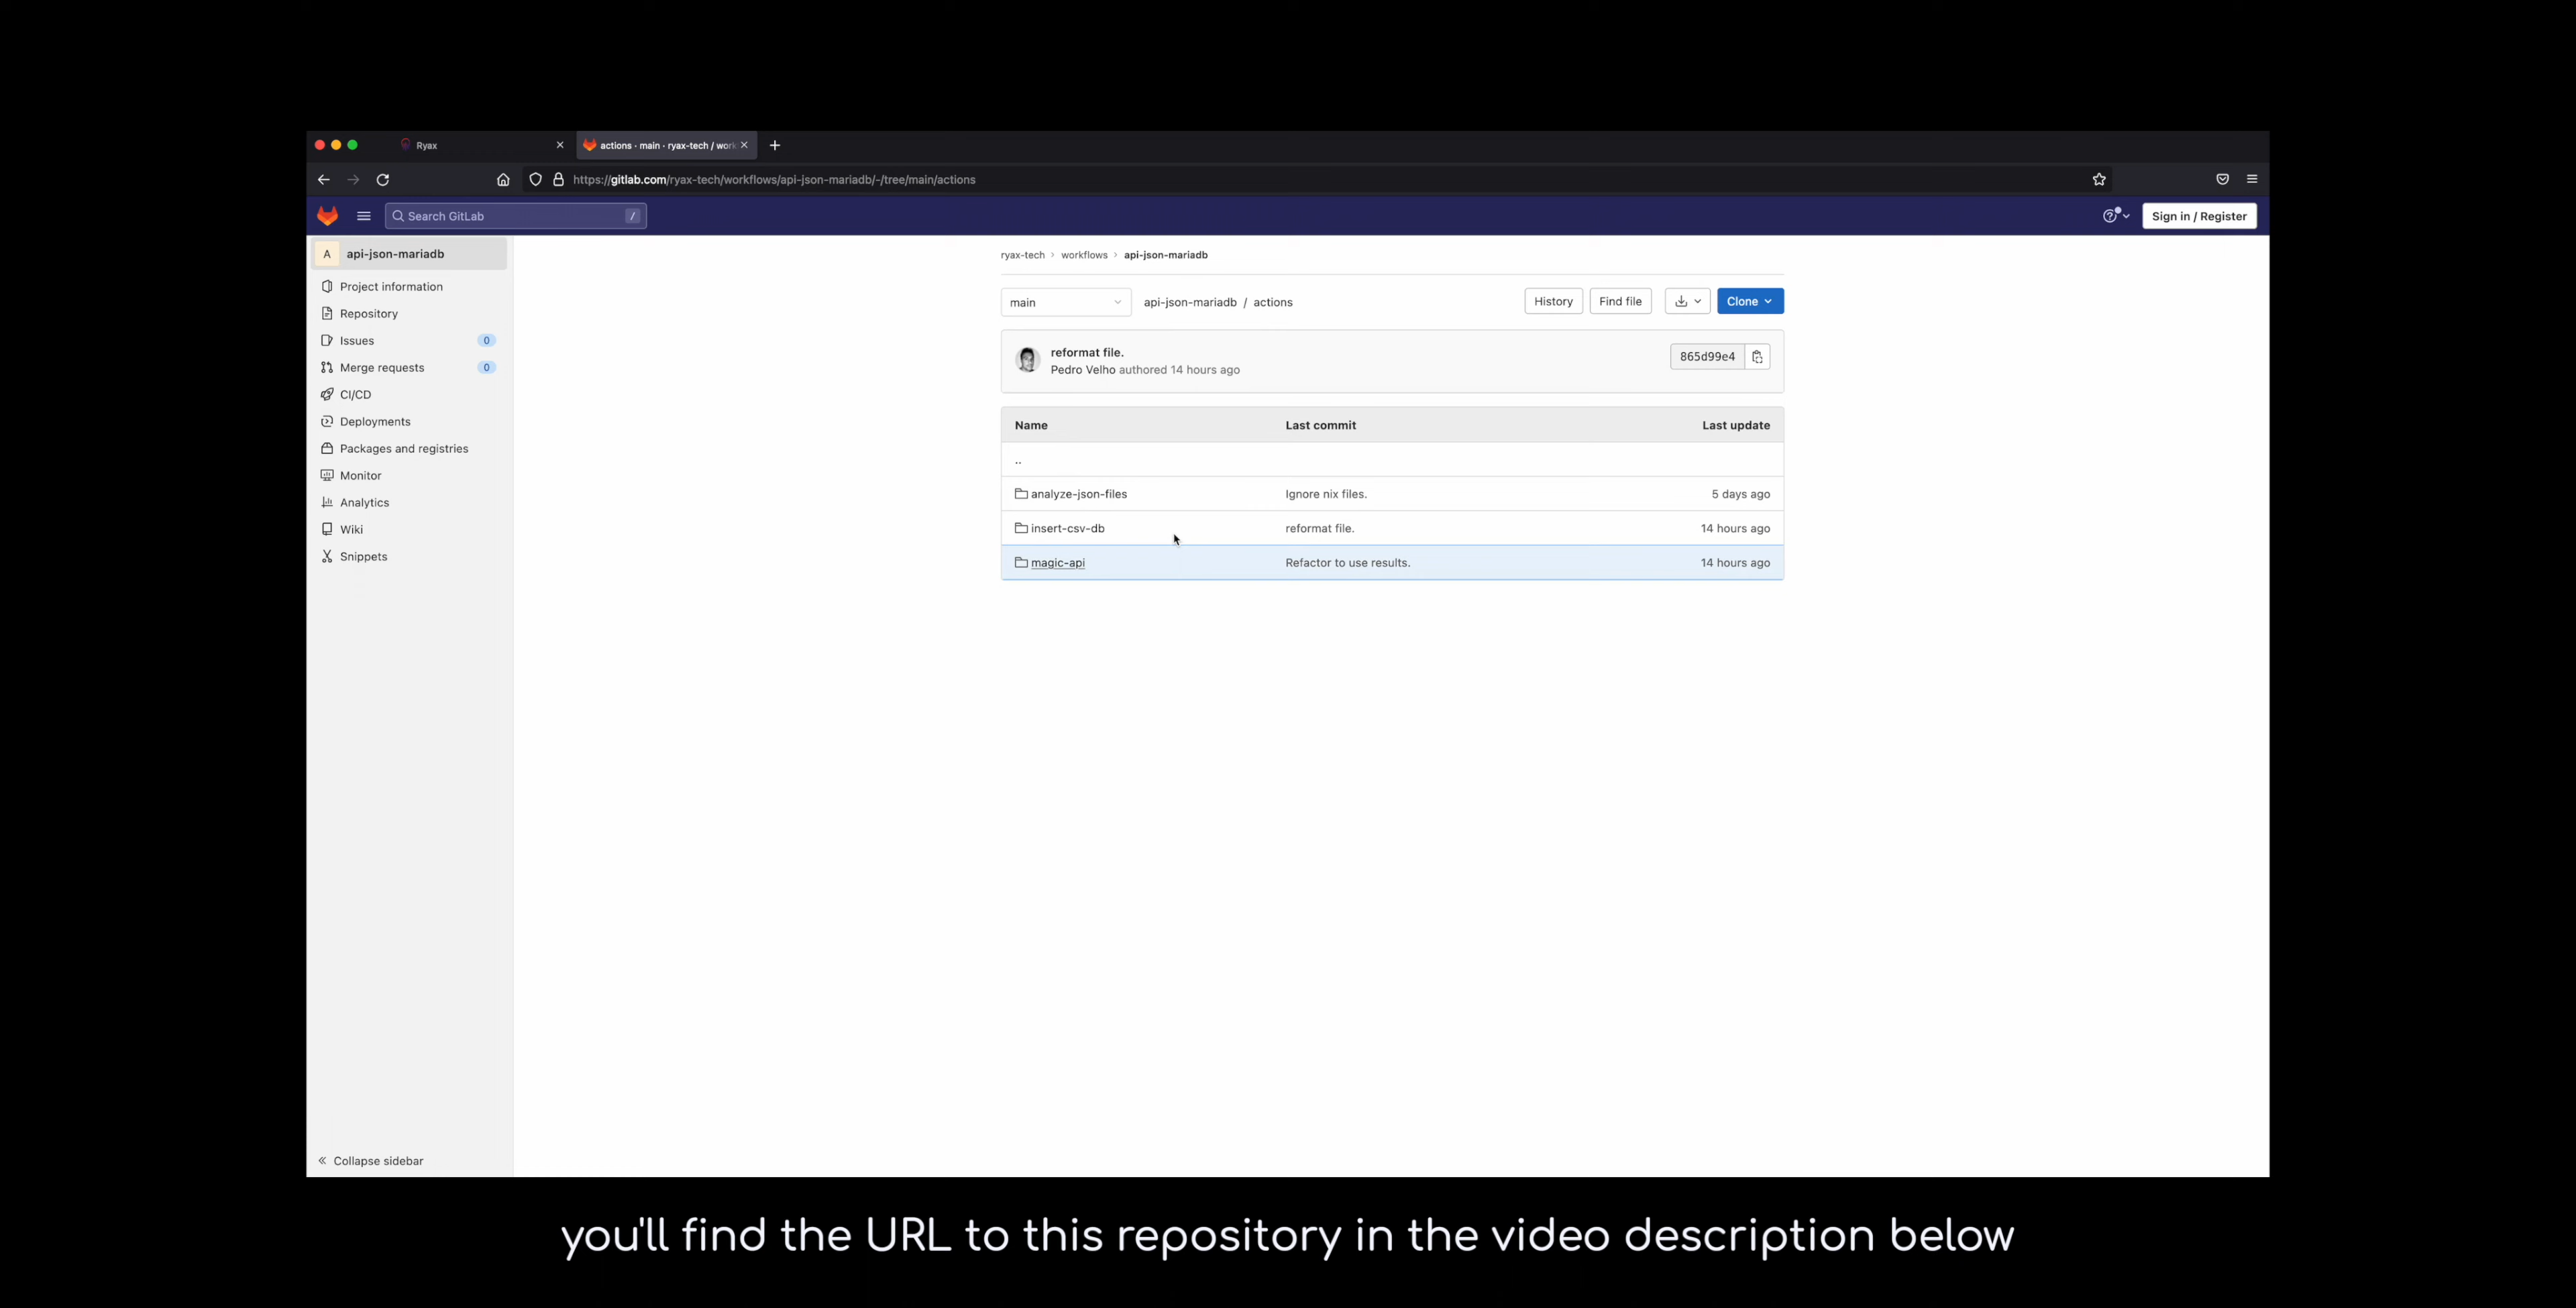 Ryax
actions · main · ryax-tech / work
https://gitlab.com/ryax-tech/workflows/api-json-mariadb/-/tree/main/actions
Search GitLab /
Sign in / Register
A api-json-mariadb
Project information
Repository
Issues 0
Merge requests 0
CI/CD
Deployments
Packages and registries
Monitor
Analytics
Wiki
Snippets
Collapse sidebar
ryax-tech > workflows > api-json-mariadb
main api-json-mariadb / actions History Find file Clone
reformat file.
Pedro Velho authored 14 hours ago
865d99e4
Name Last commit Last update
..
analyze-json-files Ignore nix files. 5 days ago
insert-csv-db reformat file. 14 hours ago
magic-api Refactor to use results. 14 hours ago
you'll find the URL to this repository in the video description below